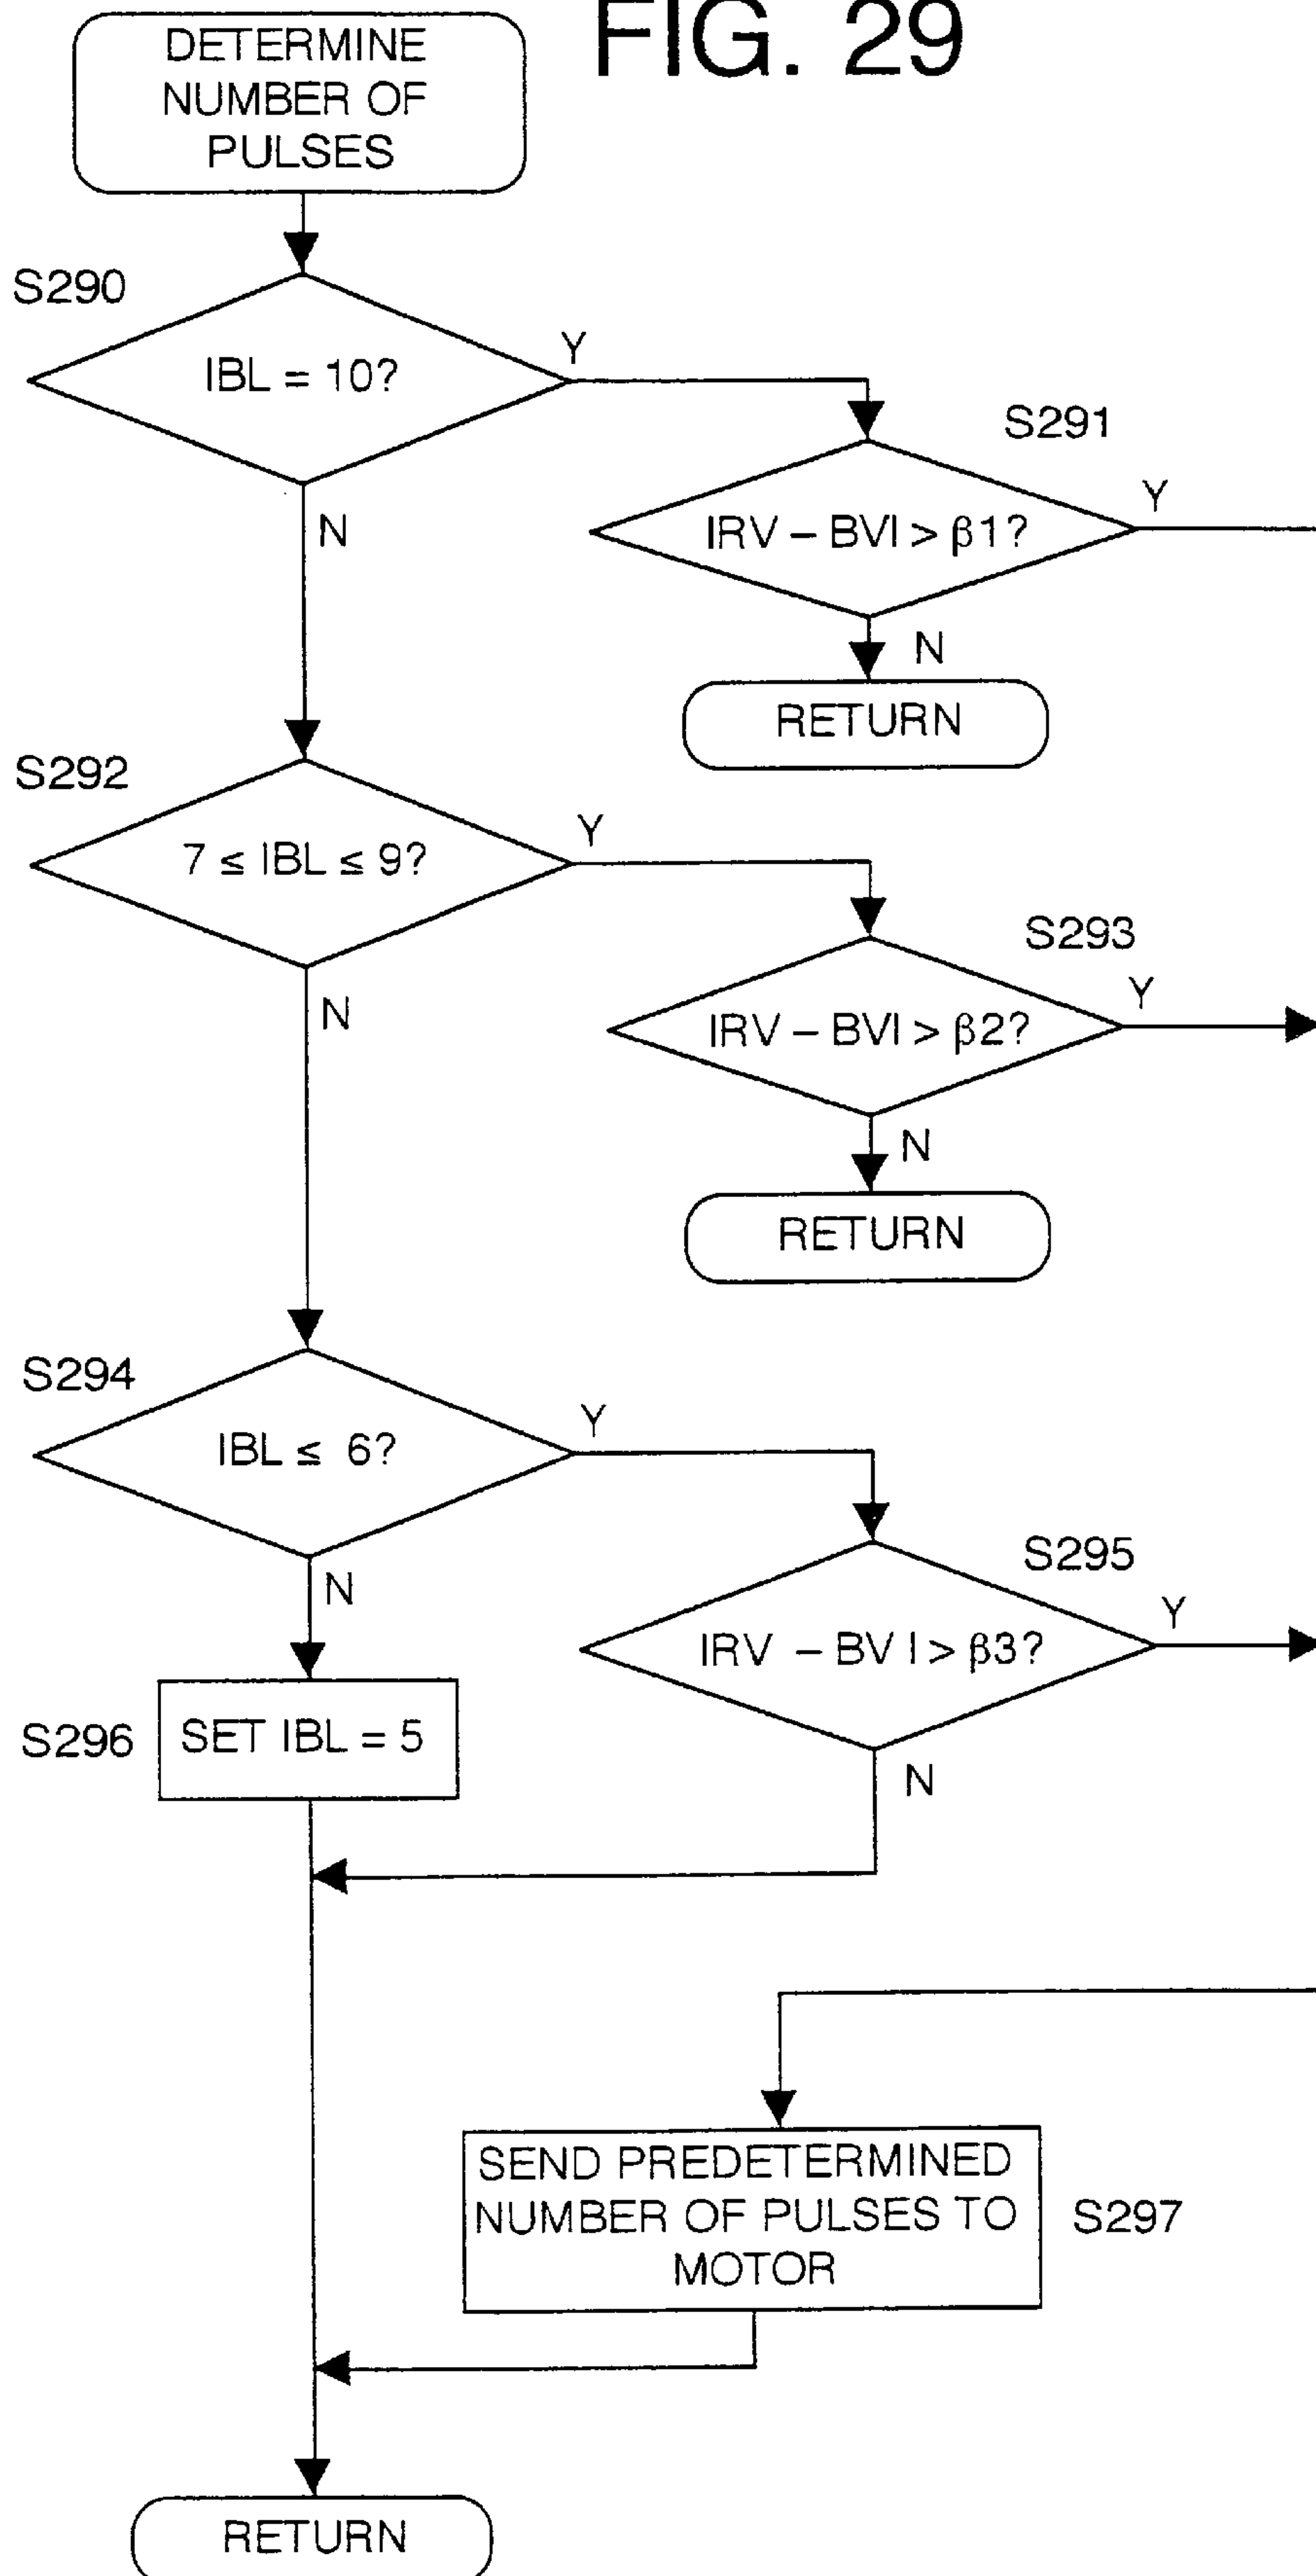 FIG. 29
DETERMINE
NUMBER OF
PULSES
S290
IBL = 10?
Y
N
S291
IRV – BVI > β1?
Y
N
RETURN
S292
7 ≤ IBL ≤ 9?
Y
N
S293
IRV – BVI > β2?
Y
N
RETURN
S294
IBL ≤ 6?
Y
N
S295
IRV – BV I > β3?
Y
N
S296
SET IBL = 5
SEND PREDETERMINED
NUMBER OF PULSES TO
MOTOR
S297
RETURN